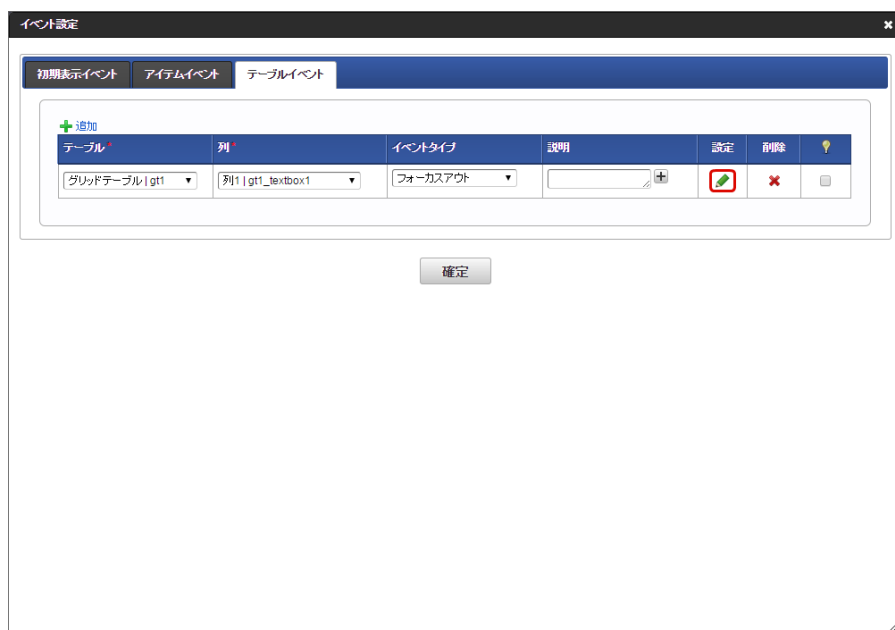 イベント設定
初期表示イベント アイテムイベント テーブルイベント
追加
テーブル* 列* イベントタイプ 説明 設定 削除
グリッドテーブル | gt1 列1 | gt1_textbox1 フォーカスアウト
確定